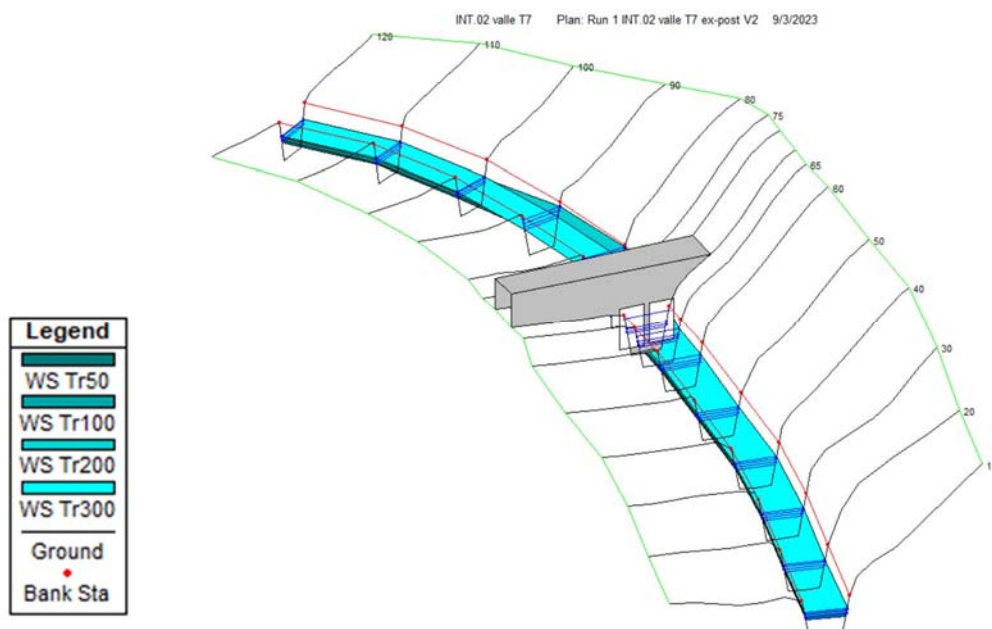 INT.02 valle T7 Plan: Run 1 INT.02 valle T7 ex-post V2 9/3/2023
120
110
100
90
80
75
65
60
50
40
30
20
1
Legend
WS Tr50
WS Tr100
WS Tr200
WS Tr300
Ground
Bank Sta